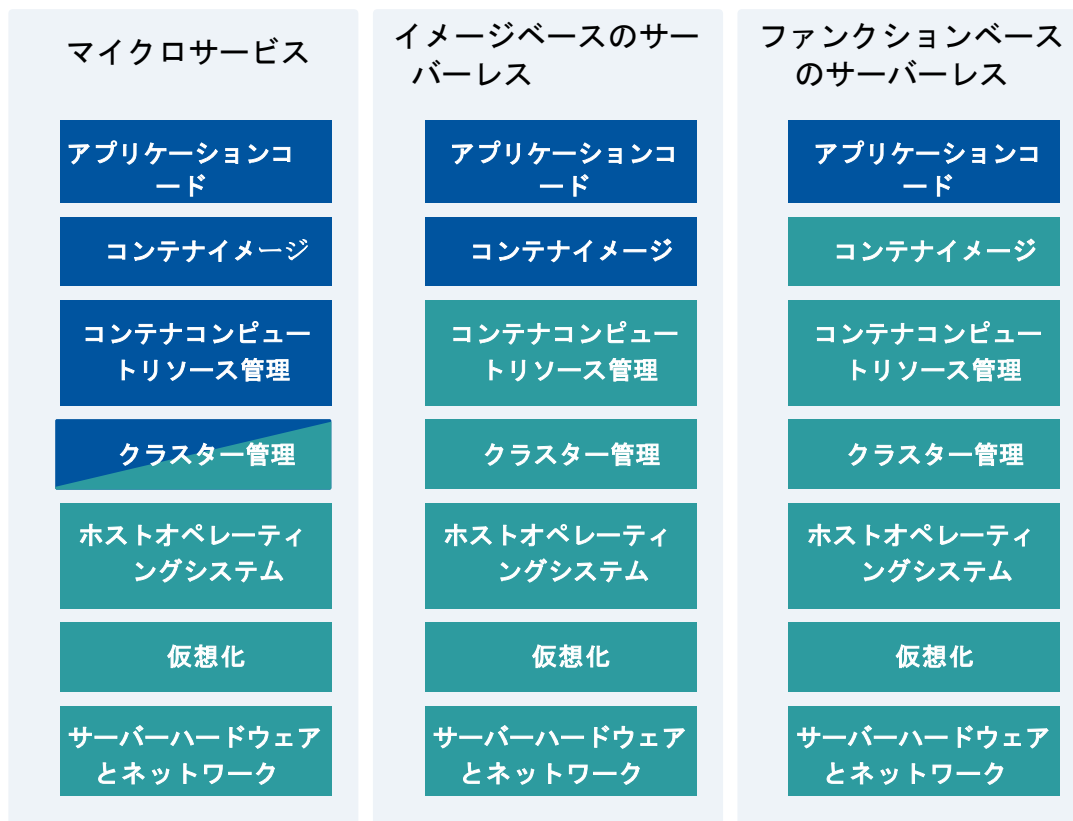 マイクロサービス
アプリケーションコ
ード
コンテナイメージ
コンテナコンピュー
トリソース管理
クラスター管理
ホストオペレーティ
ングシステム
仮想化
サーバーハードウェア
とネットワーク
イメージベースのサー
バーレス
アプリケーションコ
ード
コンテナイメージ
コンテナコンピュー
トリソース管理
クラスター管理
ホストオペレーティ
ングシステム
仮想化
サーバーハードウェア
とネットワーク
ファンクションベース
のサーバーレス
アプリケーションコ
ード
コンテナイメージ
コンテナコンピュー
トリソース管理
クラスター管理
ホストオペレーティ
ングシステム
仮想化
サーバーハードウェア
とネットワーク